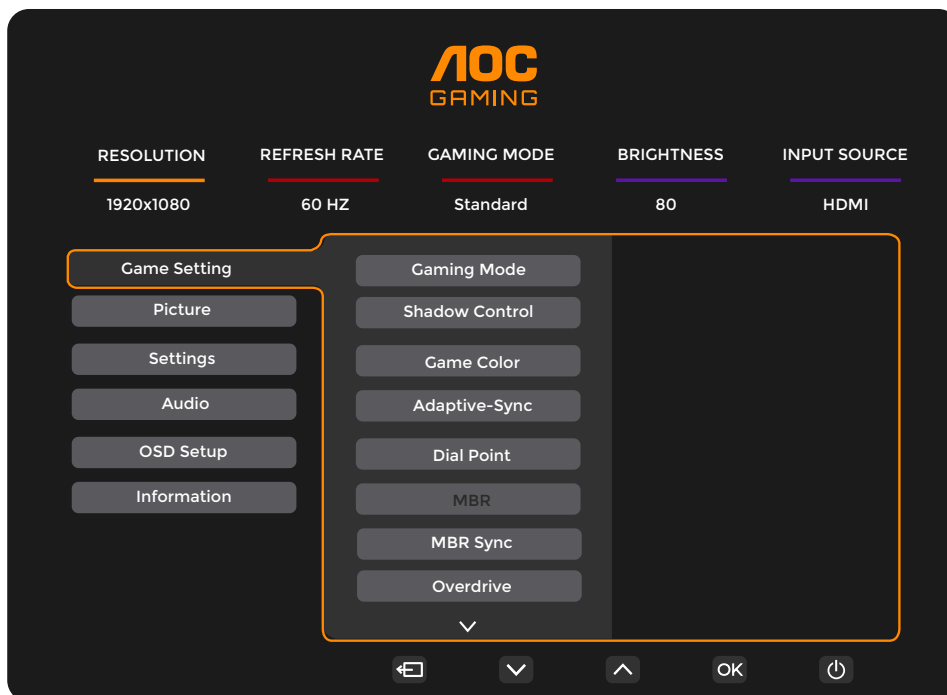 AOC
GAMING
RESOLUTION REFRESH RATE GAMING MODE BRIGHTNESS INPUT SOURCE
1920x1080 60 HZ Standard 80 HDMI
Game Setting
Picture
Settings
Audio
OSD Setup
Information
Gaming Mode
Shadow Control
Game Color
Adaptive-Sync
Dial Point
MBR
MBR Sync
Overdrive
OK